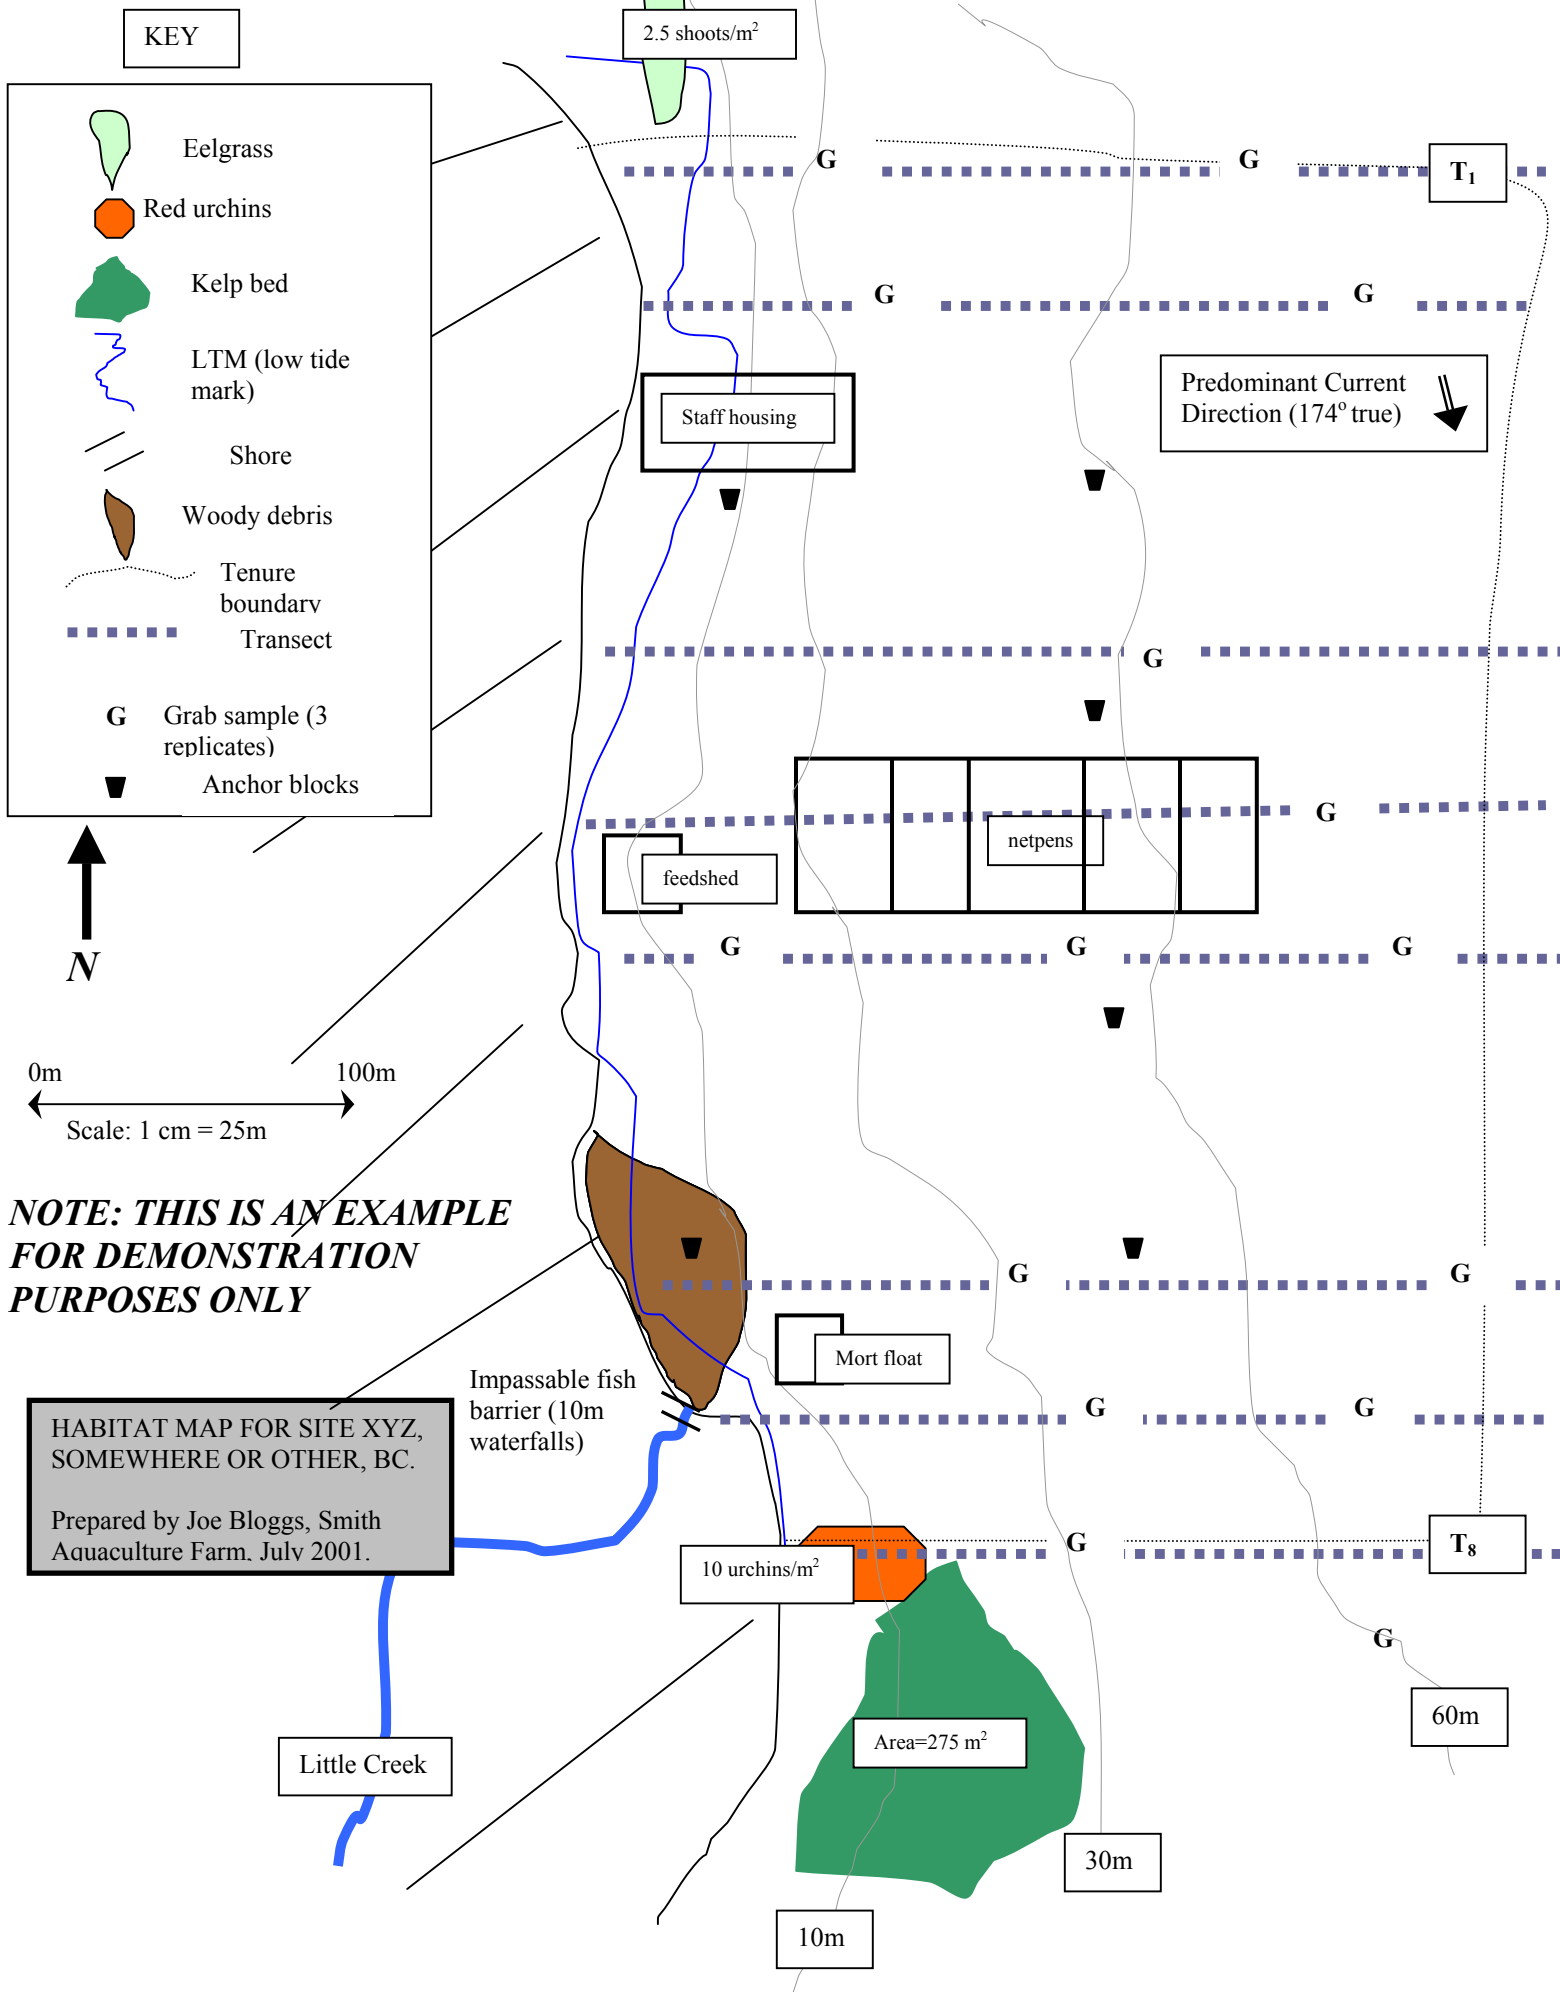 KEY
2.5 shoots/m²
Eelgrass
Red urchins
Kelp bed
LTM (low tide
mark)
Shore
Woody debris
Tenure
boundary
Transect
G
Grab sample (3
replicates)
Anchor blocks
N
0m
100m
Scale: 1 cm = 25m
NOTE: THIS IS AN EXAMPLE
FOR DEMONSTRATION
PURPOSES ONLY
HABITAT MAP FOR SITE XYZ,
SOMEWHERE OR OTHER, BC.
Prepared by Joe Bloggs, Smith
Aquaculture Farm, July 2001.
Little Creek
Impassable fish
barrier (10m
waterfalls)
G
G
T₁
G
G
Predominant Current
Direction (174° true)
Staff housing
G
G
netpens
feedshed
G
G
G
G
G
Mort float
G
G
G
T₈
10 urchins/m²
G
Area=275 m²
60m
30m
10m